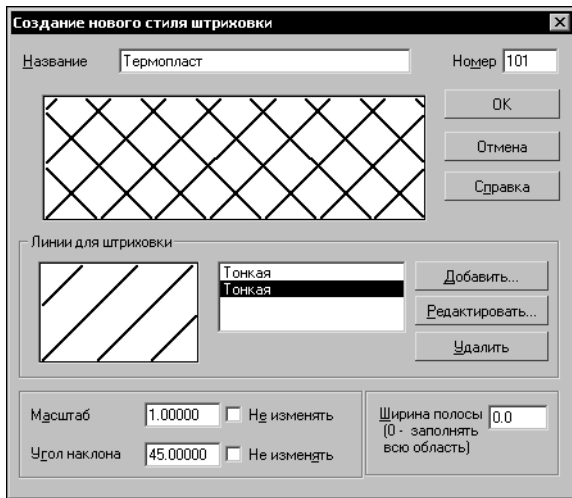 Создание нового стиля штриховки
Название Термопласт Номер 101
OK
Отмена
Справка
Линии для штриховки
Тонкая
Тонкая
Добавить...
Редактировать...
Удалить
Масштаб 1.00000 Не изменять
Угол наклона 45.00000 Не изменять
Ширина полосы 0.0
(0 - заполнять
всю область)